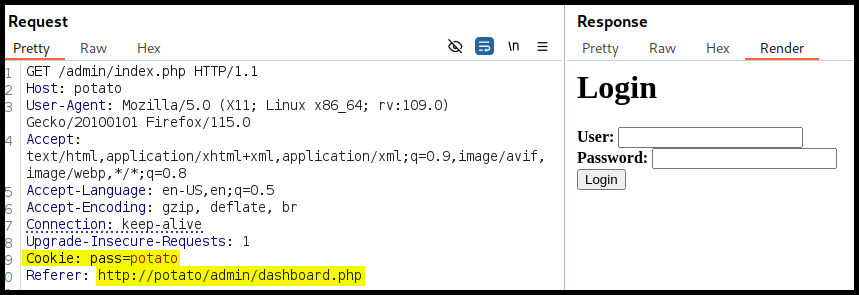 Request
Pretty Raw Hex
\n
1 GET /admin/index.php HTTP/1.1
2 Host: potato
3 User-Agent: Mozilla/5.0 (X11; Linux x86_64; rv:109.0)
Gecko/20100101 Firefox/115.0
4 Accept:
text/html,application/xhtml+xml,application/xml;q=0.9,image/avif,
image/webp,*/*;q=0.8
5 Accept-Language: en-US,en;q=0.5
6 Accept-Encoding: gzip, deflate, br
7 Connection: keep-alive
8 Upgrade-Insecure-Requests: 1
9 Cookie: pass=potato
0 Referer: http://potato/admin/dashboard.php
Response
Pretty Raw Hex Render
Login
User:
Password:
Login